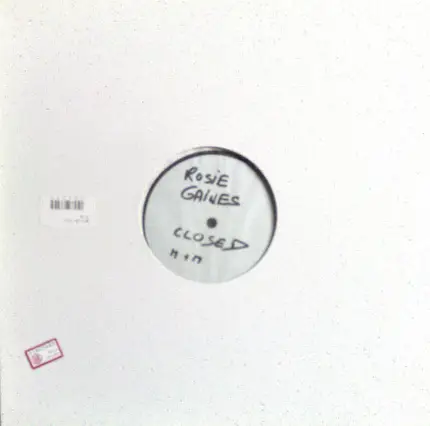 ROSIE
GAINES
CLOSED
M + M